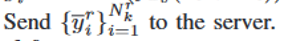 Send $\{\overline{y}_i^r\}_{i=1}^{N_k^r}$ to the server.